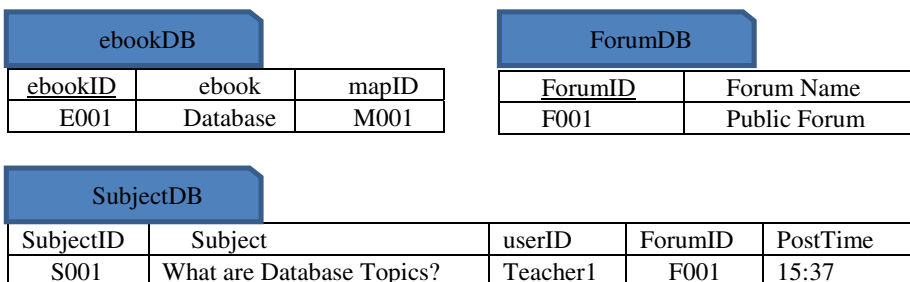 ebookDB
ForumDB
ebookID ebook mapID
ForumID Forum Name
E001 Database M001
F001 Public Forum
SubjectDB
SubjectID Subject userID ForumID PostTime
S001 What are Database Topics? Teacher1 F001 15:37